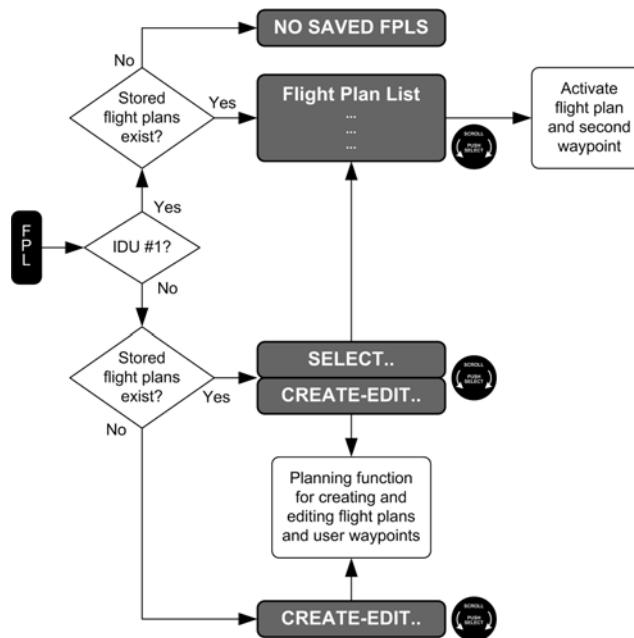 NO SAVED FPLS
No
Stored
flight plans
exist?
Yes
Flight Plan List
...
...
...
SCROLL
PUSH
SELECT
Activate
flight plan
and second
waypoint
Yes
FPL
IDU #1?
No
Stored
flight plans
exist?
Yes
No
SELECT..
CREATE-EDIT..
SCROLL
PUSH
SELECT
Planning function
for creating and
editing flight plans
and user waypoints
CREATE-EDIT..
SCROLL
PUSH
SELECT